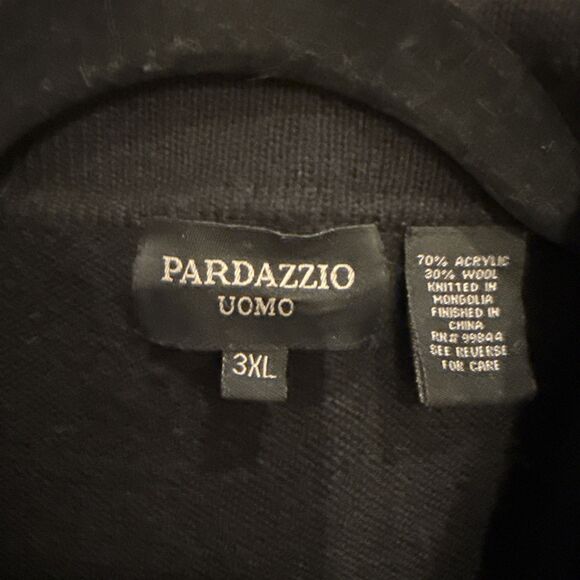 PARDAZZIO
UOMO
3XL
70% ACRYLIC
30% WOOL
KNITTED IN
MONGOLIA
FINISHED IN
CHINA
RN# 99844
SEE REVERSE
FOR CARE